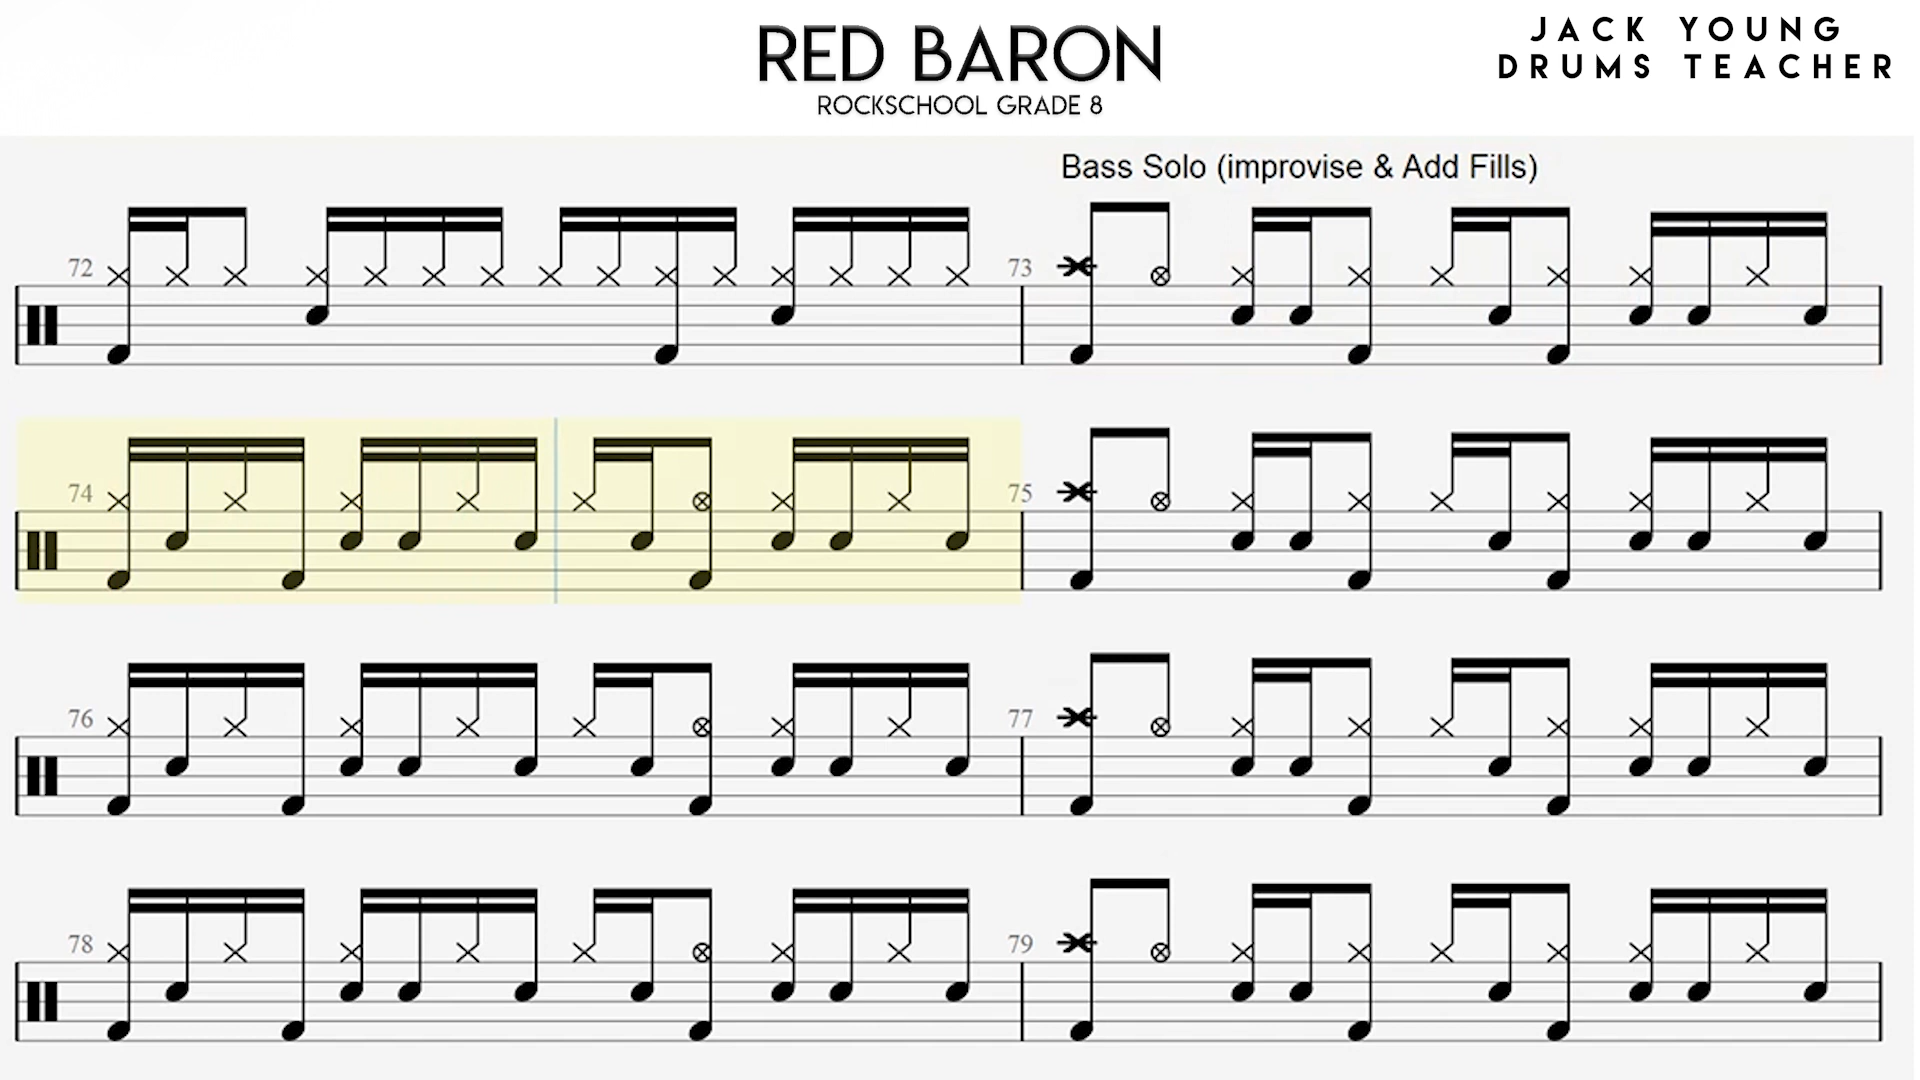 RED BARON
ROCKSCHOOL GRADE 8
JACK YOUNG
DRUMS TEACHER
Bass Solo (improvise & Add Fills)
72
73
74
75
76
77
78
79